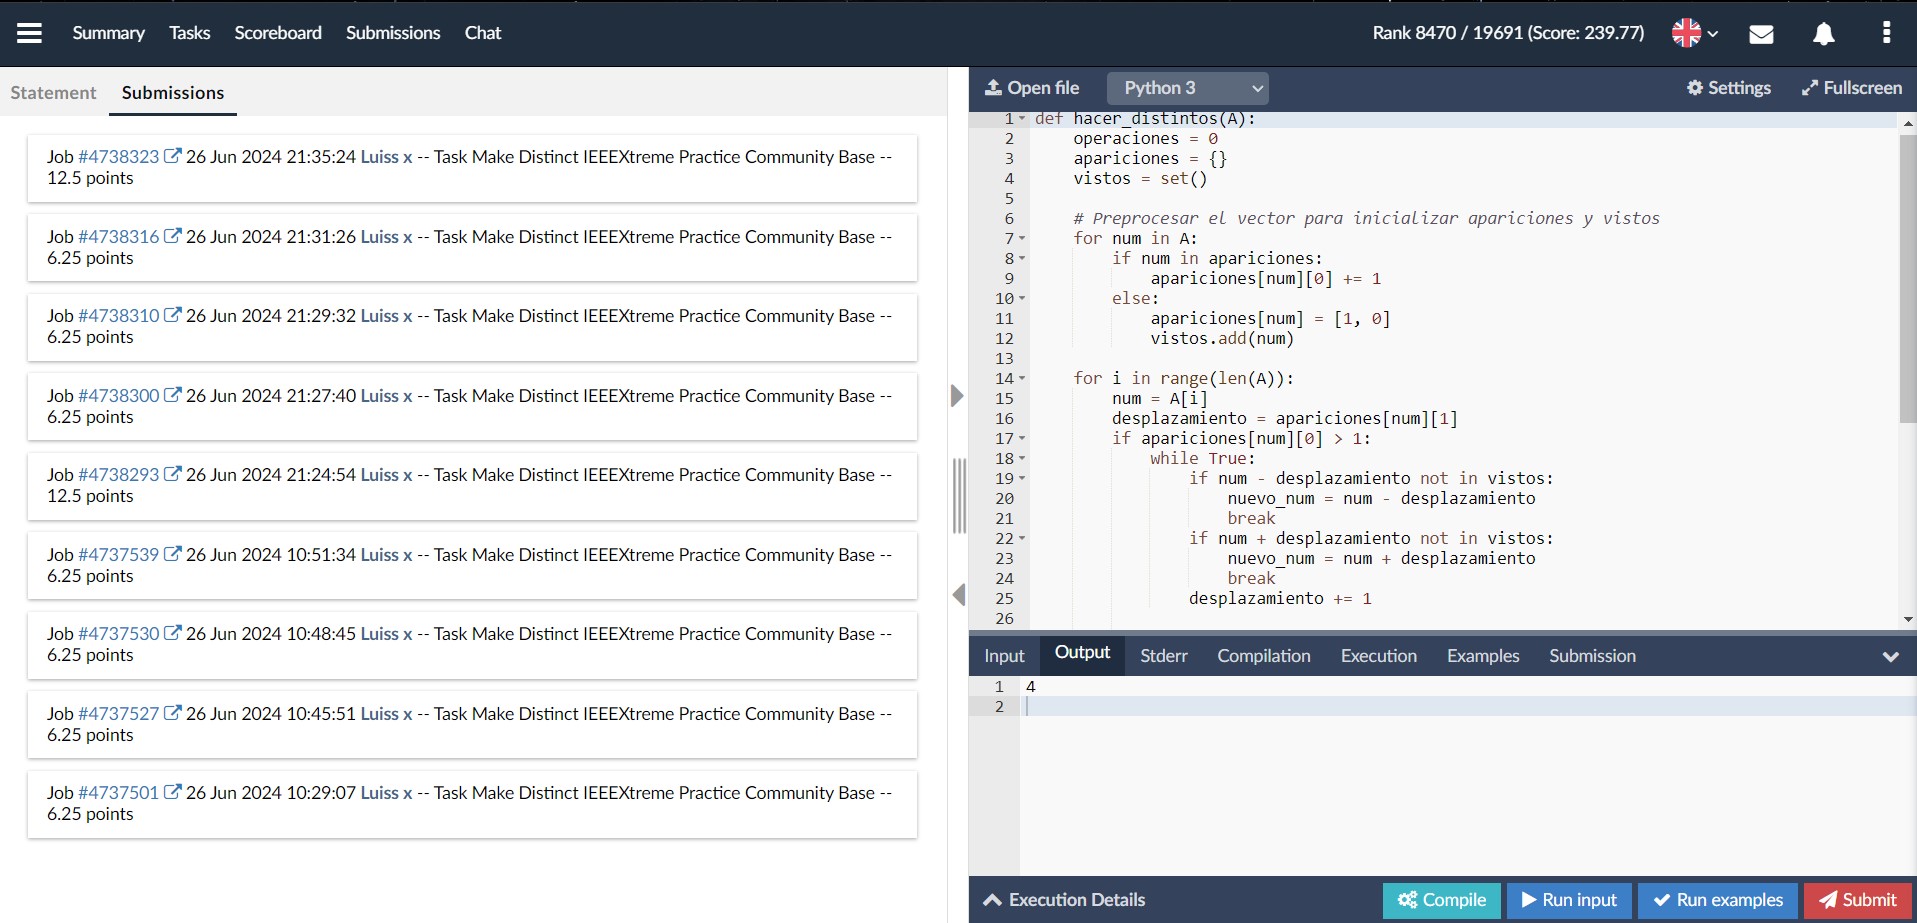 Summary Tasks Scoreboard Submissions Chat Rank 8470 / 19691 (Score: 239.77)
Statement Submissions
Job #4738323 26 Jun 2024 21:35:24 Luiss x -- Task Make Distinct IEEEXtreme Practice Community Base --
12.5 points
Job #4738316 26 Jun 2024 21:31:26 Luiss x -- Task Make Distinct IEEEXtreme Practice Community Base --
6.25 points
Job #4738310 26 Jun 2024 21:29:32 Luiss x -- Task Make Distinct IEEEXtreme Practice Community Base --
6.25 points
Job #4738300 26 Jun 2024 21:27:40 Luiss x -- Task Make Distinct IEEEXtreme Practice Community Base --
6.25 points
Job #4738293 26 Jun 2024 21:24:54 Luiss x -- Task Make Distinct IEEEXtreme Practice Community Base --
12.5 points
Job #4737539 26 Jun 2024 10:51:34 Luiss x -- Task Make Distinct IEEEXtreme Practice Community Base --
6.25 points
Job #4737530 26 Jun 2024 10:48:45 Luiss x -- Task Make Distinct IEEEXtreme Practice Community Base --
6.25 points
Job #4737527 26 Jun 2024 10:45:51 Luiss x -- Task Make Distinct IEEEXtreme Practice Community Base --
6.25 points
Job #4737501 26 Jun 2024 10:29:07 Luiss x -- Task Make Distinct IEEEXtreme Practice Community Base --
6.25 points
Open file Python 3 Settings Fullscreen
1 def hacer_distintos(A):
2     operaciones = 0
3     apariciones = {}
4     vistos = set()
5
6     # Preprocesar el vector para inicializar apariciones y vistos
7     for num in A:
8         if num in apariciones:
9             apariciones[num][0] += 1
10         else:
11             apariciones[num] = [1, 0]
12             vistos.add(num)
13
14     for i in range(len(A)):
15         num = A[i]
16         desplazamiento = apariciones[num][1]
17         if apariciones[num][0] > 1:
18             while True:
19                 if num - desplazamiento not in vistos:
20                     nuevo_num = num - desplazamiento
21                     break
22                 if num + desplazamiento not in vistos:
23                     nuevo_num = num + desplazamiento
24                     break
25                 desplazamiento += 1
26
Input Output Stderr Compilation Execution Examples Submission
1 4
2
Execution Details Compile Run input Run examples Submit